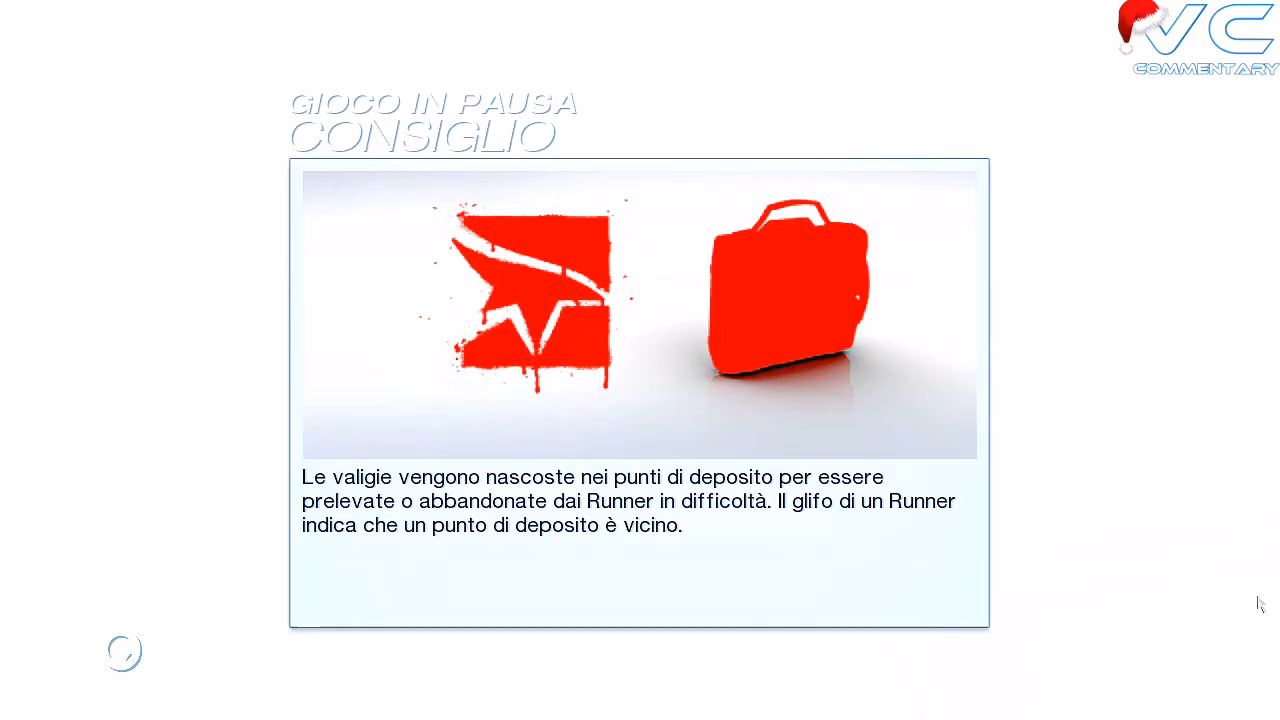 VC
COMMENTARY
GIOCO IN PAUSA
CONSIGLIO
Le valigie vengono nascoste nei punti di deposito per essere
prelevate o abbandonate dai Runner in difficoltà. Il glifo di un Runner
indica che un punto di deposito è vicino.